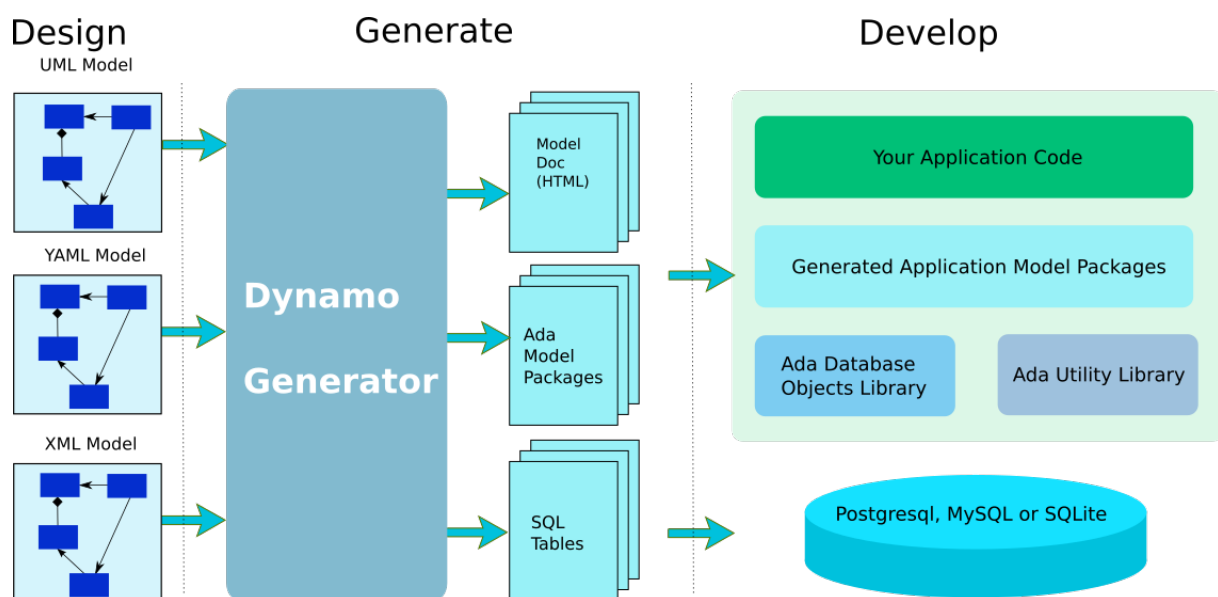 Design
Generate
Develop
UML Model
YAML Model
XML Model
Dynamo
Generator
Model
Doc
(HTML)
Ada
Model
Packages
SQL
Tables
Your Application Code
Generated Application Model Packages
Ada Database
Objects Library
Ada Utility Library
Postgresql, MySQL or SQLite